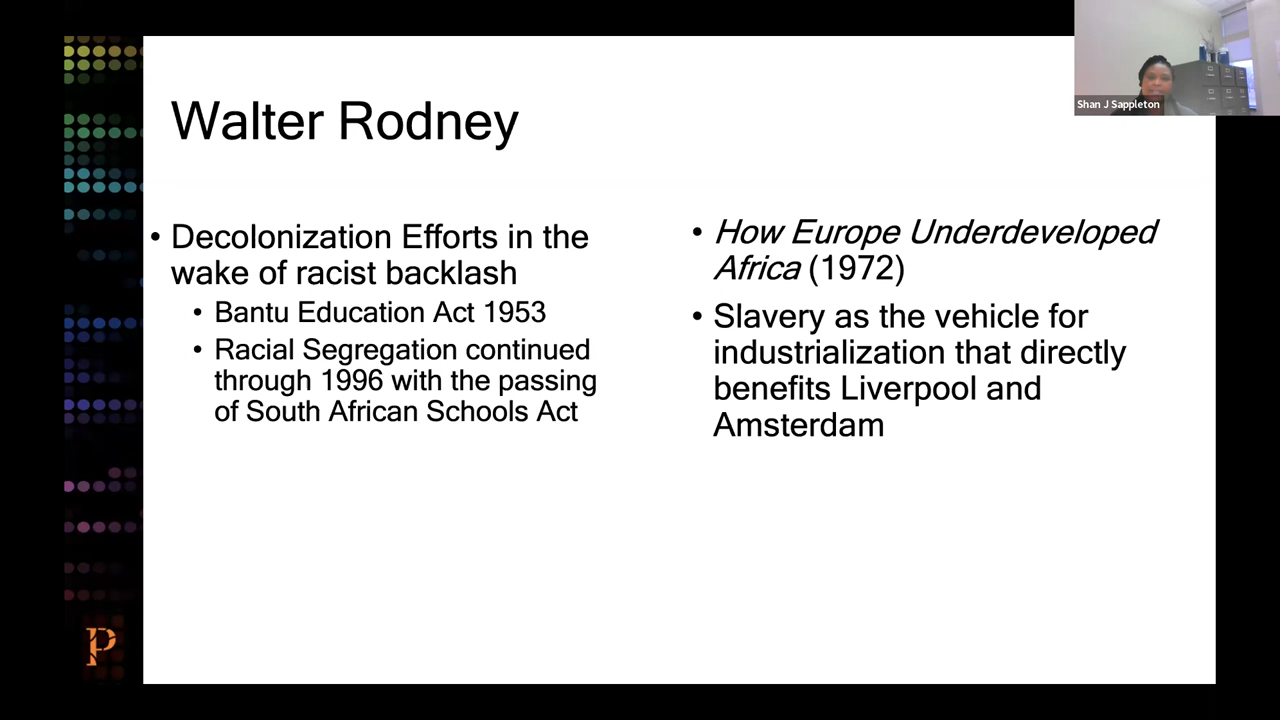 Shan J Sappleton
Walter Rodney
• Decolonization Efforts in the
wake of racist backlash
• Bantu Education Act 1953
• Racial Segregation continued
through 1996 with the passing
of South African Schools Act
• How Europe Underdeveloped
Africa (1972)
• Slavery as the vehicle for
industrialization that directly
benefits Liverpool and
Amsterdam
P